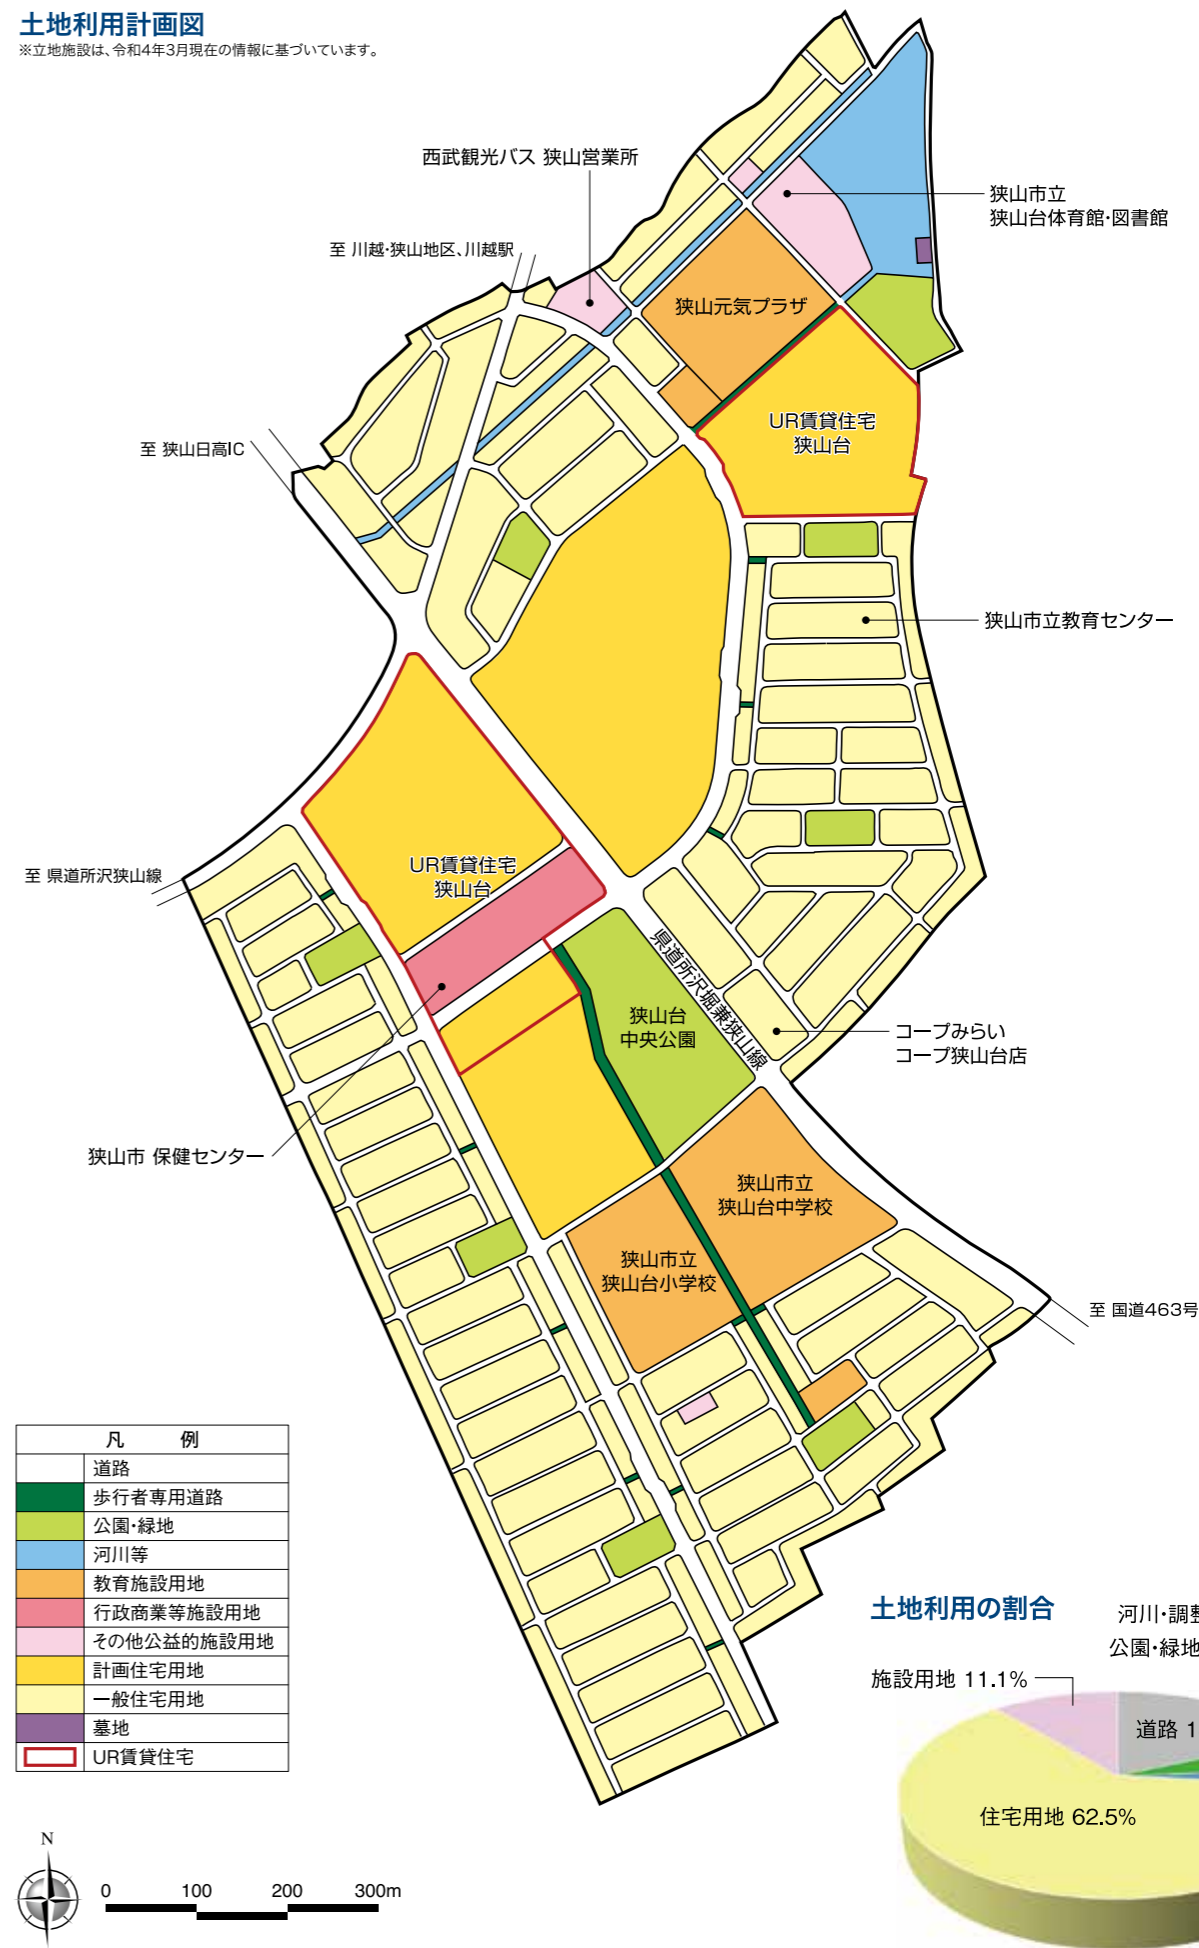 土地利用計画図
※立地施設は、令和4年3月現在の情報に基づいています。
西武観光バス 狭山営業所
狭山市立
狭山台体育館・図書館
至 川越・狭山地区、川越駅
狭山元気プラザ
UR賃貸住宅
狭山台
至 狭山日高IC
狭山市立教育センター
UR賃貸住宅
狭山台
至 県道所沢狭山線
県道所沢堀兼狭山線
狭山台
中央公園
コープみらい
コープ狭山台店
狭山市 保健センター
狭山市立
狭山台中学校
狭山市立
狭山台小学校
至 国道463号
凡 例
道路
歩行者専用道路
公園・緑地
河川等
教育施設用地
行政商業等施設用地
その他公益的施設用地
計画住宅用地
一般住宅用地
墓地
UR賃貸住宅
土地利用の割合
河川・調整
公園・緑地
施設用地 11.1%
道路 1
住宅用地 62.5%
N
0 100 200 300m